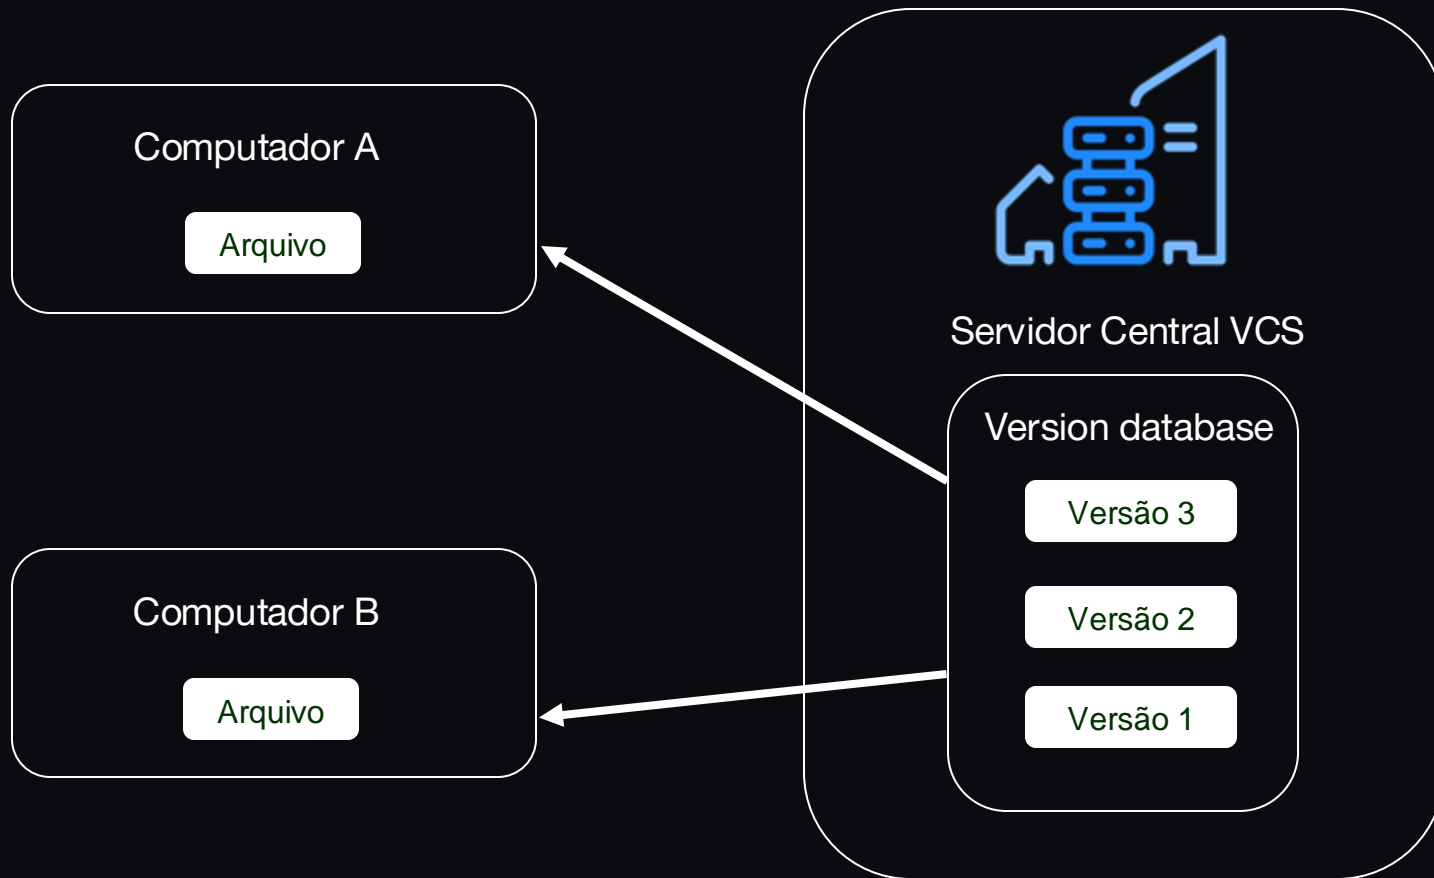 Computador A
Arquivo
Servidor Central VCS
Version database
Versão 3
Versão 2
Versão 1
Computador B
Arquivo